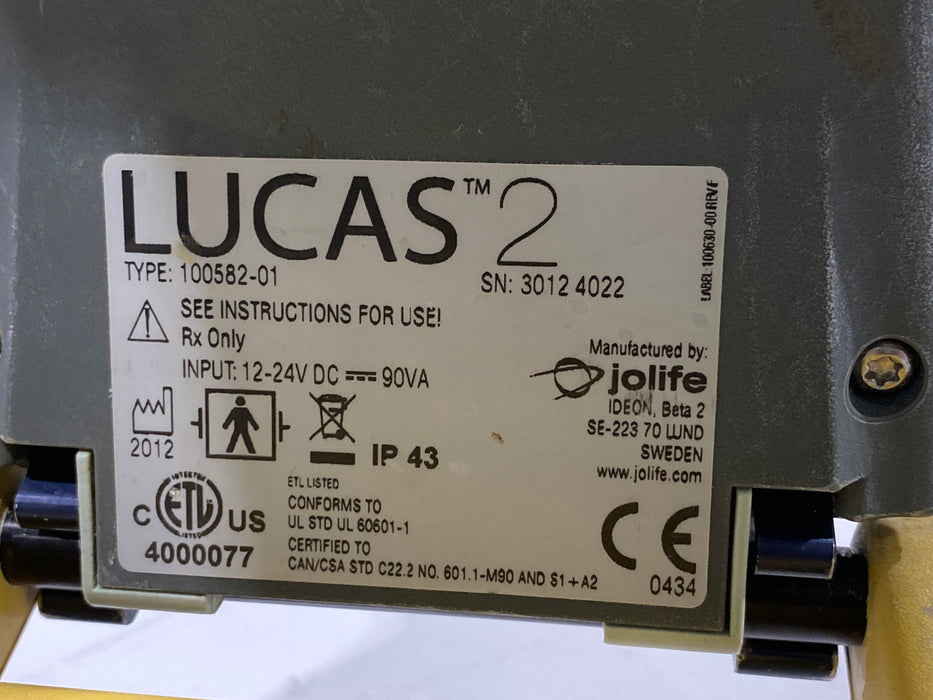 LUCAS™2
TYPE: 100582-01
SN: 3012 4022
SEE INSTRUCTIONS FOR USE!
Rx Only
INPUT: 12-24V DC ⎓ 90VA
2012
IP 43
Manufactured by:
jolife
IDEON, Beta 2
SE-223 70 LUND
SWEDEN
www.jolife.com
INTERTEK
C ETL US
LISTED
4000077
ETL LISTED
CONFORMS TO
UL STD UL 60601-1
CERTIFIED TO
CAN/CSA STD C22.2 NO. 601.1-M90 AND S1+A2
CE
0434
LABEL: 100630-00 REV F